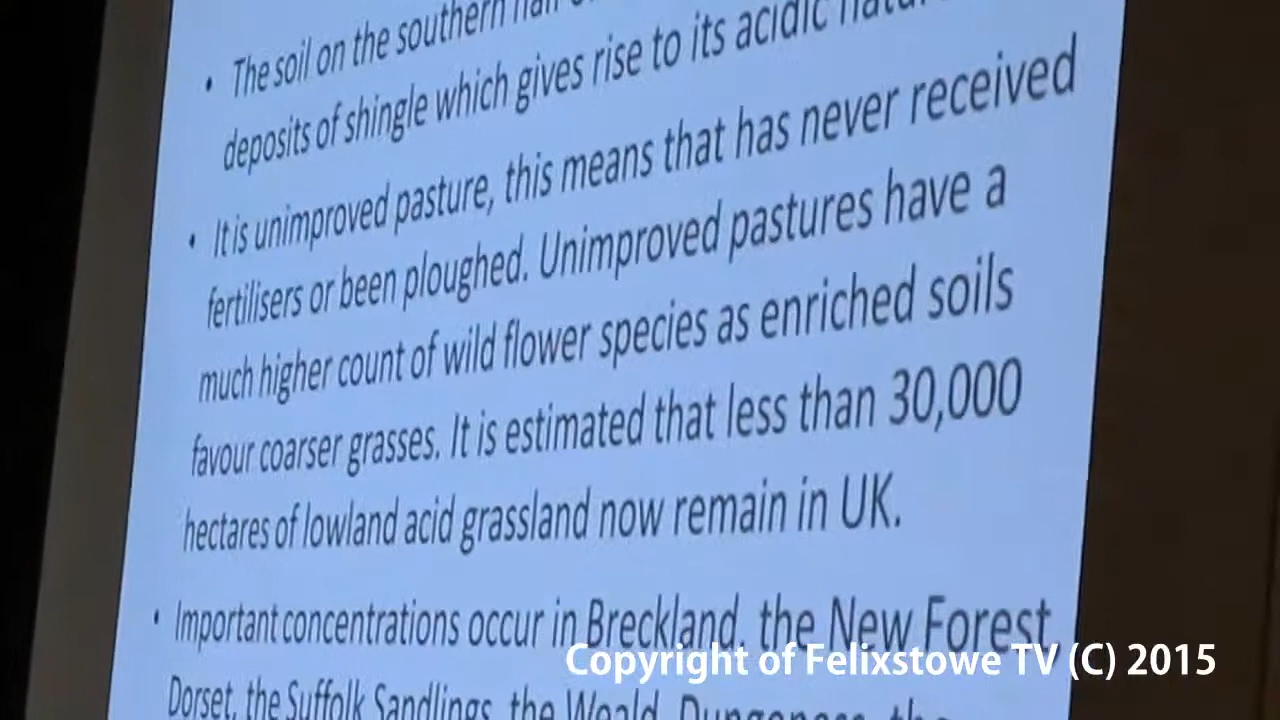 • The soil on the southern half
deposits of shingle which gives rise to its acidic
• It is unimproved pasture, this means that has never received
fertilisers or been ploughed. Unimproved pastures have a
much higher count of wild flower species as enriched soils
favour coarser grasses. It is estimated that less than 30,000
hectares of lowland acid grassland now remain in UK.
• Important concentrations occur in Breckland, the New Forest,
Dorset, the Suffolk Sandlings, the Weald, Dungeness, the
Copyright of Felixstowe TV (C) 2015